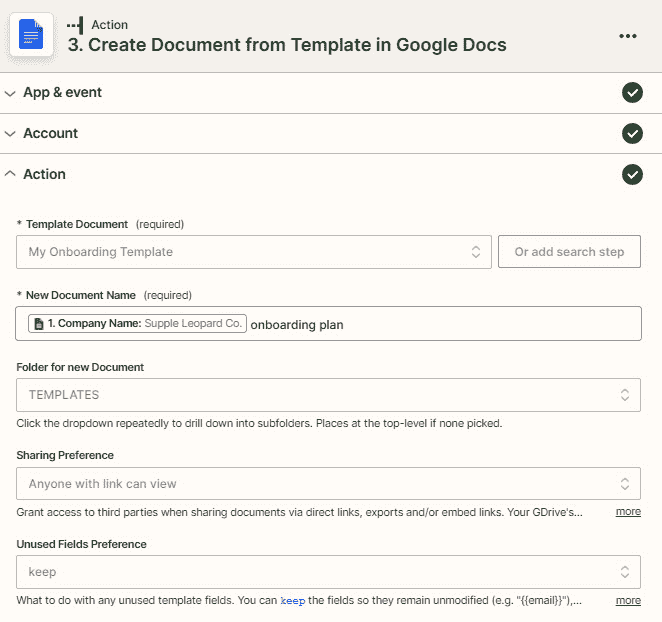 Action
3. Create Document from Template in Google Docs
App & event
Account
Action
* Template Document (required)
My Onboarding Template
Or add search step
* New Document Name (required)
1. Company Name: Supple Leopard Co. onboarding plan
Folder for new Document
TEMPLATES
Click the dropdown repeatedly to drill down into subfolders. Places at the top-level if none picked.
Sharing Preference
Anyone with link can view
Grant access to third parties when sharing documents via direct links, exports and/or embed links. Your GDrive's... more
Unused Fields Preference
keep
What to do with any unused template fields. You can keep the fields so they remain unmodified (e.g. "{{email}}"),... more